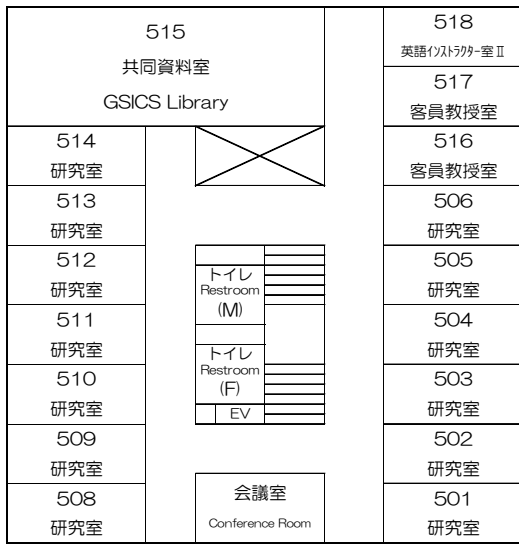 515
共同資料室
GSICS Library
518
英語ｲﾝｽﾄﾗｸﾀｰ室Ⅱ
517
客員教授室
514
研究室
516
客員教授室
513
研究室
506
研究室
512
研究室
トイレ
Restroom
(M)
505
研究室
511
研究室
504
研究室
510
研究室
トイレ
Restroom
(F)
EV
503
研究室
509
研究室
502
研究室
508
研究室
会議室
Conference Room
501
研究室